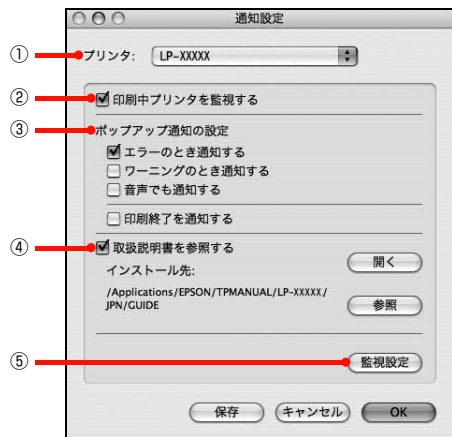 通知設定
① プリンタ: LP-XXXXX
② 印刷中プリンタを監視する
③ ポップアップ通知の設定
エラーのとき通知する
ワーニングのとき通知する
音声でも通知する
印刷終了を通知する
④ 取扱説明書を参照する
開く
インストール先:
/Applications/EPSON/TPMANUAL/LP-XXXXX/
JPN/GUIDE
参照
⑤ 監視設定
保存 キャンセル OK